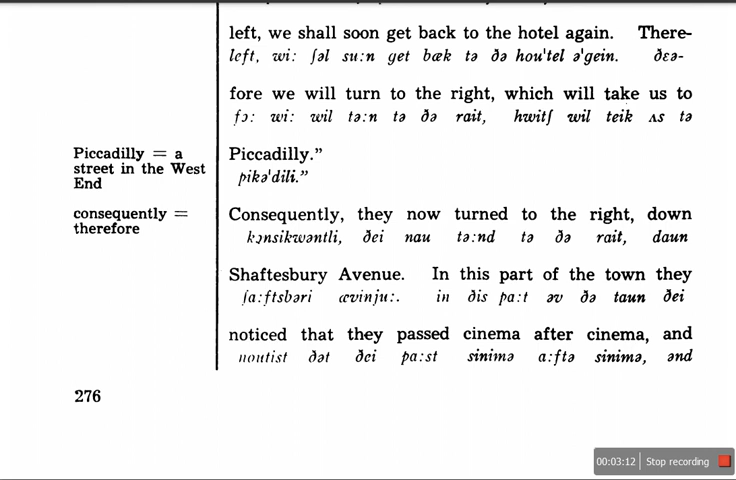 left, we shall soon get back to the hotel again. There-
left, wi: ʃəl su:n get bæk tə ðə hou'tel ə'gein. ðɛə-
fore we will turn to the right, which will take us to
fɔ: wi: wil tə:n tə ðə rait, hwitʃ wil teik ʌs tə
Piccadilly = a
street in the West
End
Piccadilly.”
pikə'dili.”
consequently =
therefore
Consequently, they now turned to the right, down
kɔnsikwəntli, ðei nau tə:nd tə ðə rait, daun
Shaftesbury Avenue. In this part of the town they
ʃa:ftsbəri ævinju:. in ðis pa:t əv ðə taun ðei
noticed that they passed cinema after cinema, and
noutist ðət ðei pa:st sinimə a:ftə sinimə, ənd
276
00:03:12 Stop recording